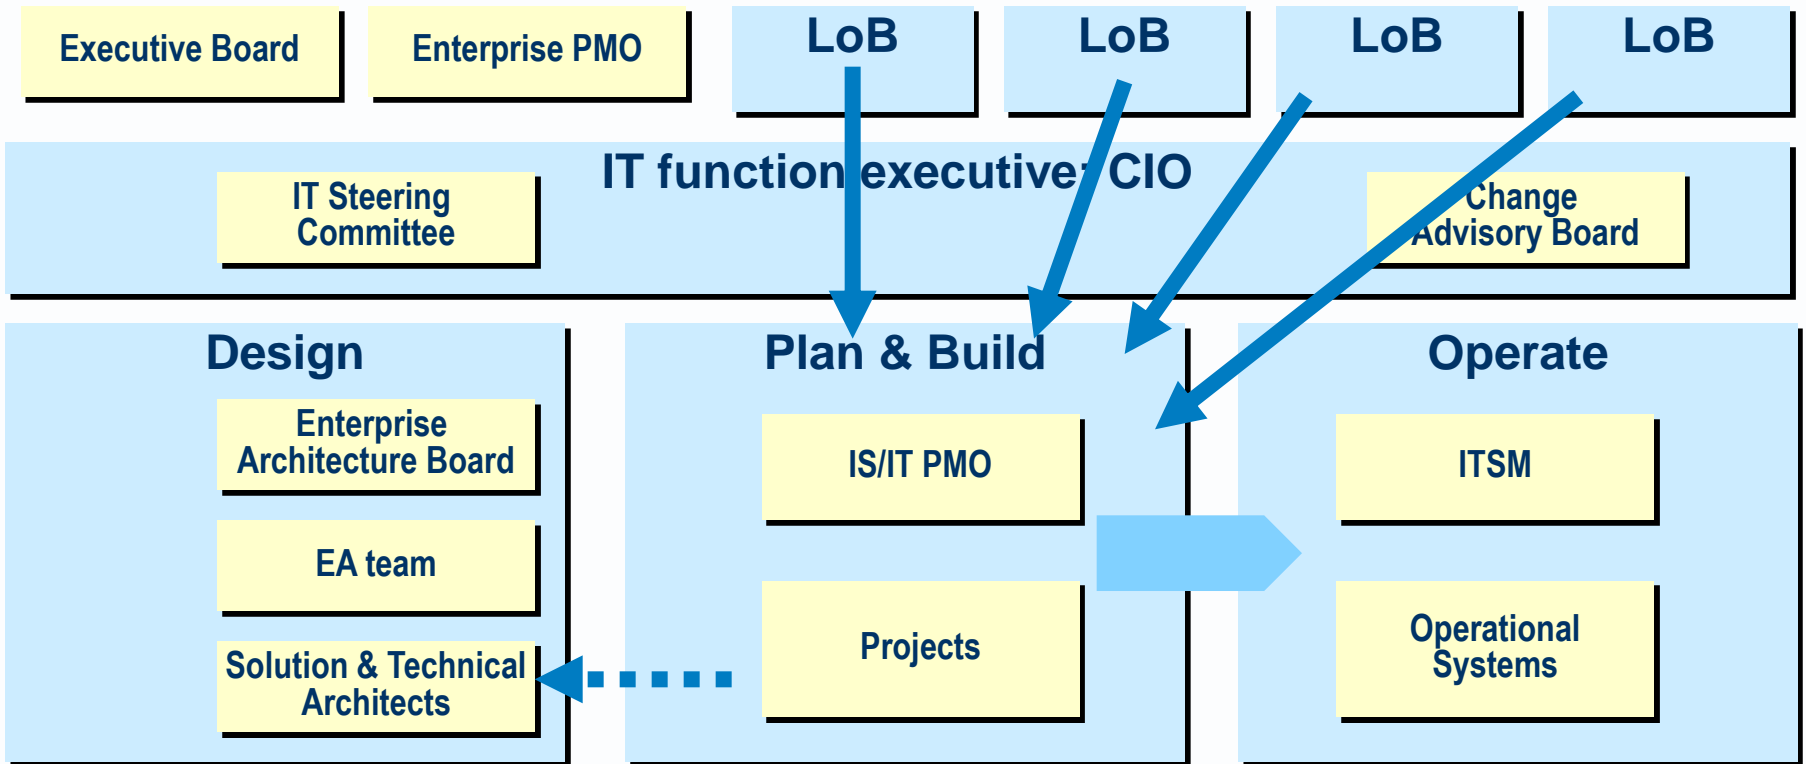 Executive Board
Enterprise PMO
LoB
LoB
LoB
LoB
IT function executive: CIO
IT Steering
Committee
Change
Advisory Board
Design
Enterprise
Architecture Board
EA team
Solution & Technical
Architects
Plan & Build
IS/IT PMO
Projects
Operate
ITSM
Operational
Systems